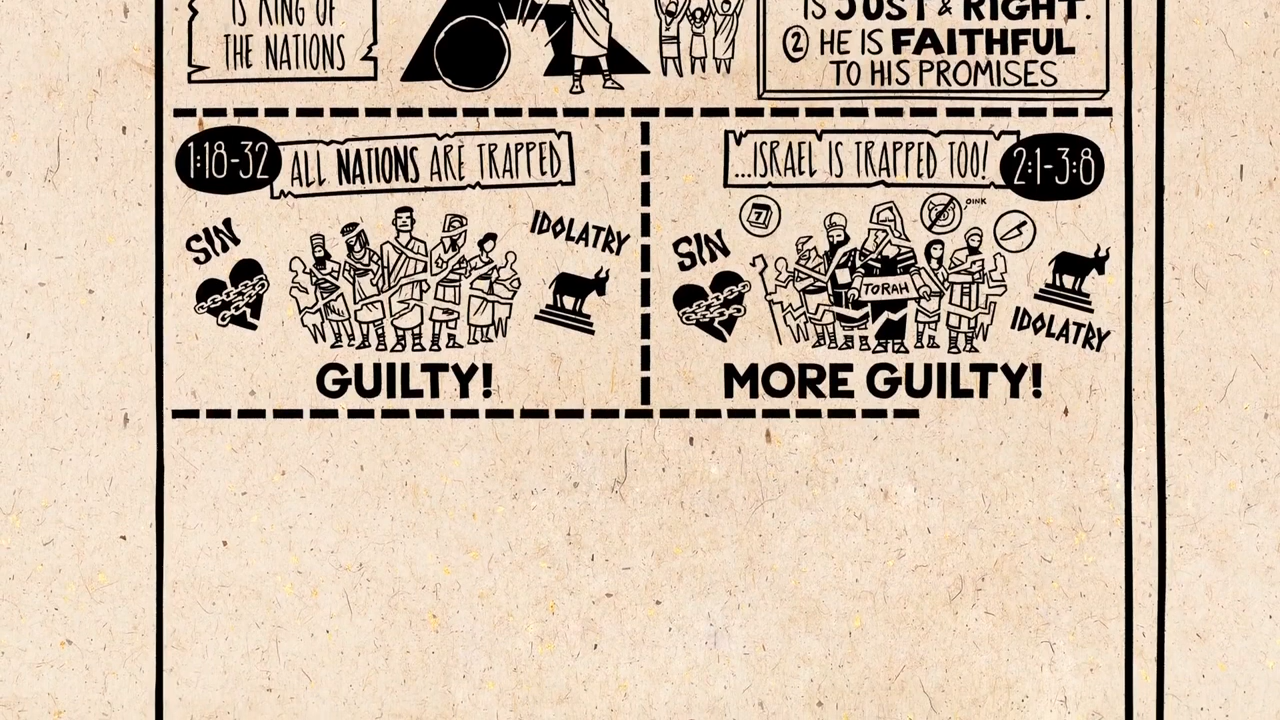 IS KING OF
THE NATIONS
IS JUST & RIGHT.
② HE IS FAITHFUL
TO HIS PROMISES
1:18-32
ALL NATIONS ARE TRAPPED
SIN
IDOLATRY
GUILTY!
...ISRAEL IS TRAPPED TOO!
2:1-3:8
7
OINK
SIN
TORAH
IDOLATRY
MORE GUILTY!